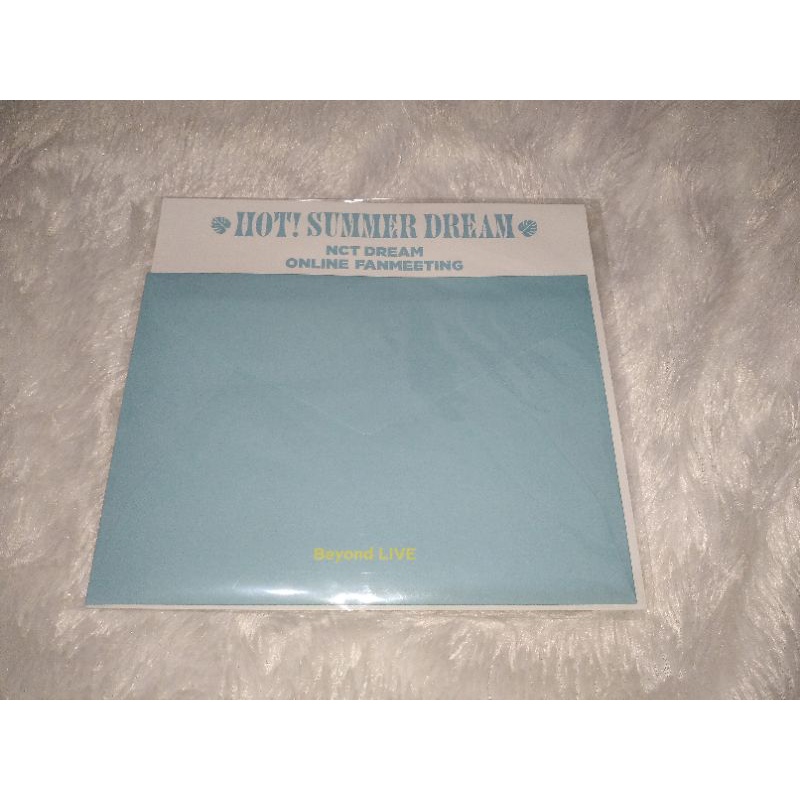 HOT! SUMMER DREAM
NCT DREAM
ONLINE FANMEETING
Beyond LIVE